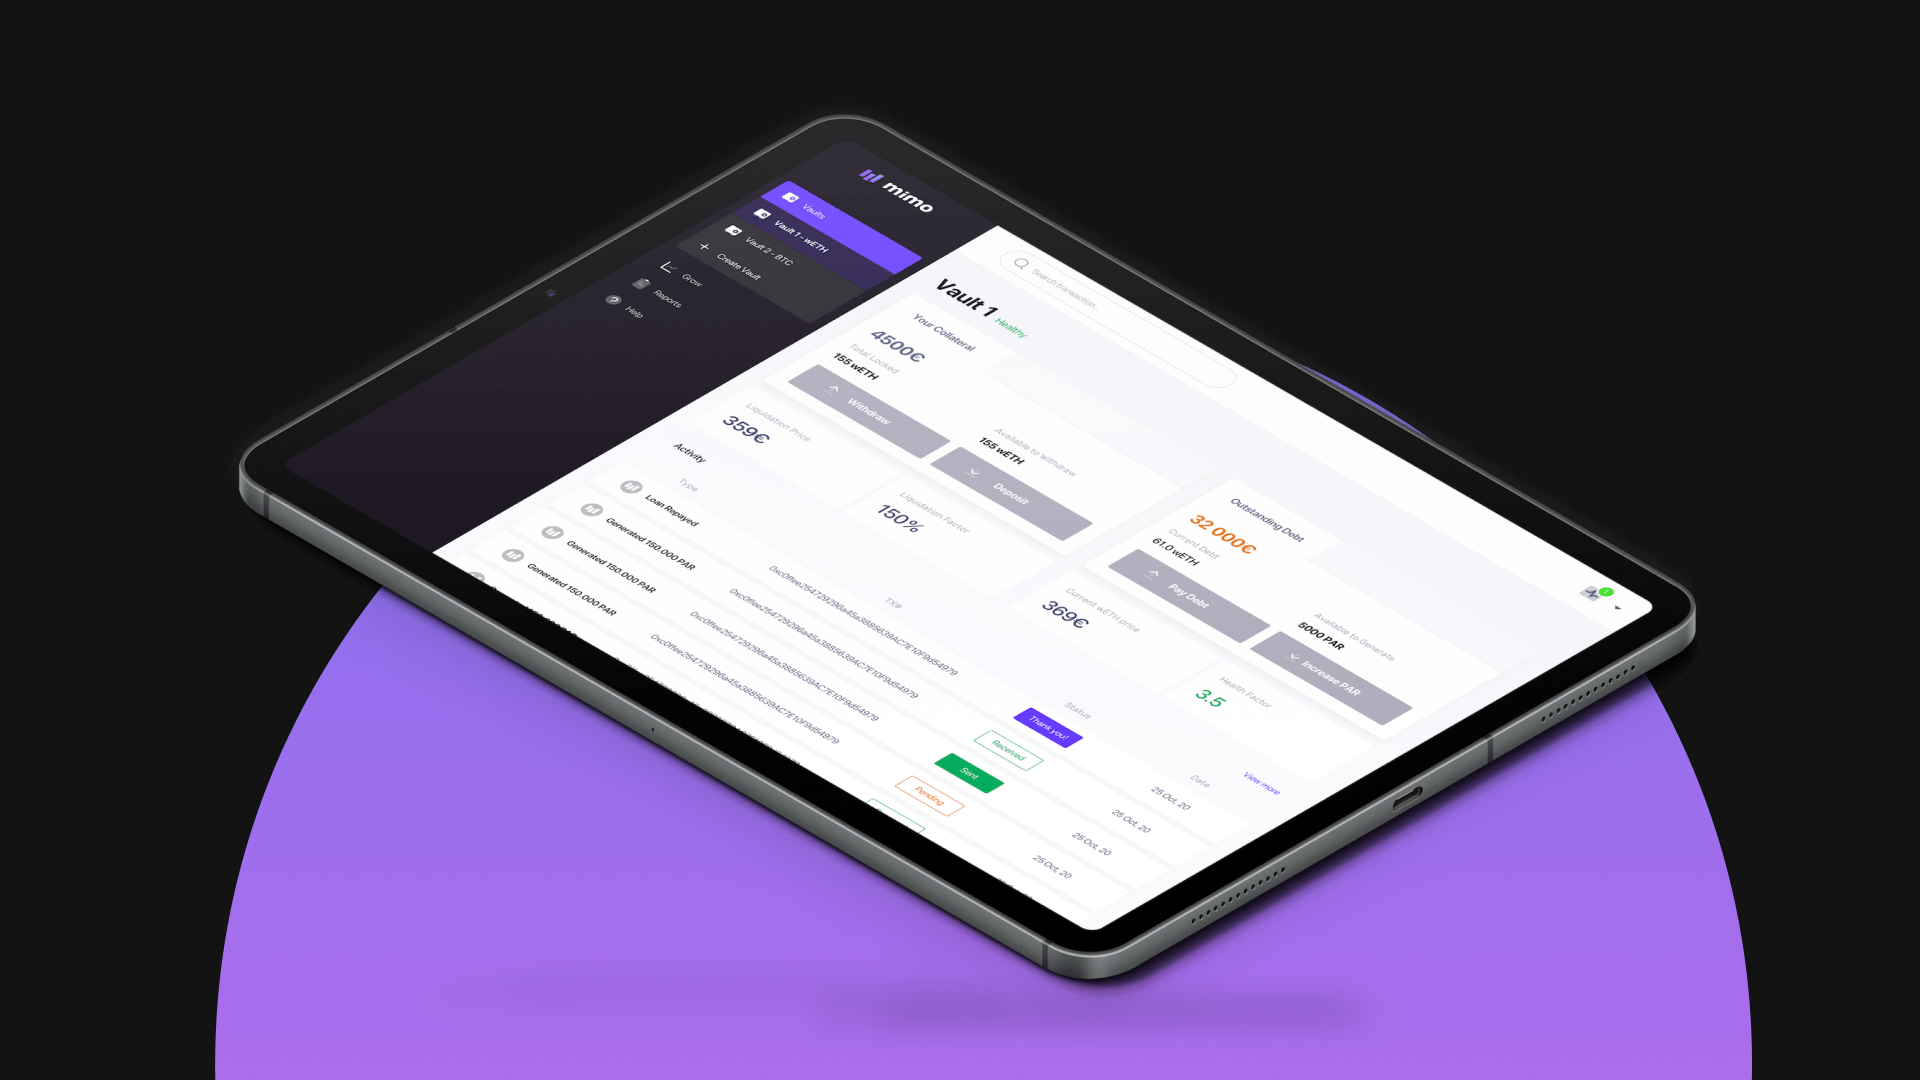 mimo
Vaults
Vault 1 - wETH
Vault 2 - BTC
Create Vault
Grow
Reports
Help
Search transaction...
Vault 1 Healthy
Your Collateral
4500€
Total Locked
155 wETH
Available to Withdraw
155 wETH
Withdraw
Deposit
Outstanding Debt
32 000€
Current Debt
61.0 wETH
Available to Generate
5000 PAR
Pay Debt
Increase PAR
Liquidation Price
359€
Liquidation Factor
150%
Current wETH price
369€
Health Factor
3.5
Activity
View more
Type
TX#
Status
Date
Loan Repayed
0xc0ffee254729296a45a3885639AC7E10F9d54979
Thank you!
25 Oct, 20
Generated 150.000 PAR
0xc0ffee254729296a45a3885639AC7E10F9d54979
Received
25 Oct, 20
Generated 150.000 PAR
0xc0ffee254729296a45a3885639AC7E10F9d54979
Sent
25 Oct, 20
Generated 150.000 PAR
0xc0ffee254729296a45a3885639AC7E10F9d54979
Pending
25 Oct, 20